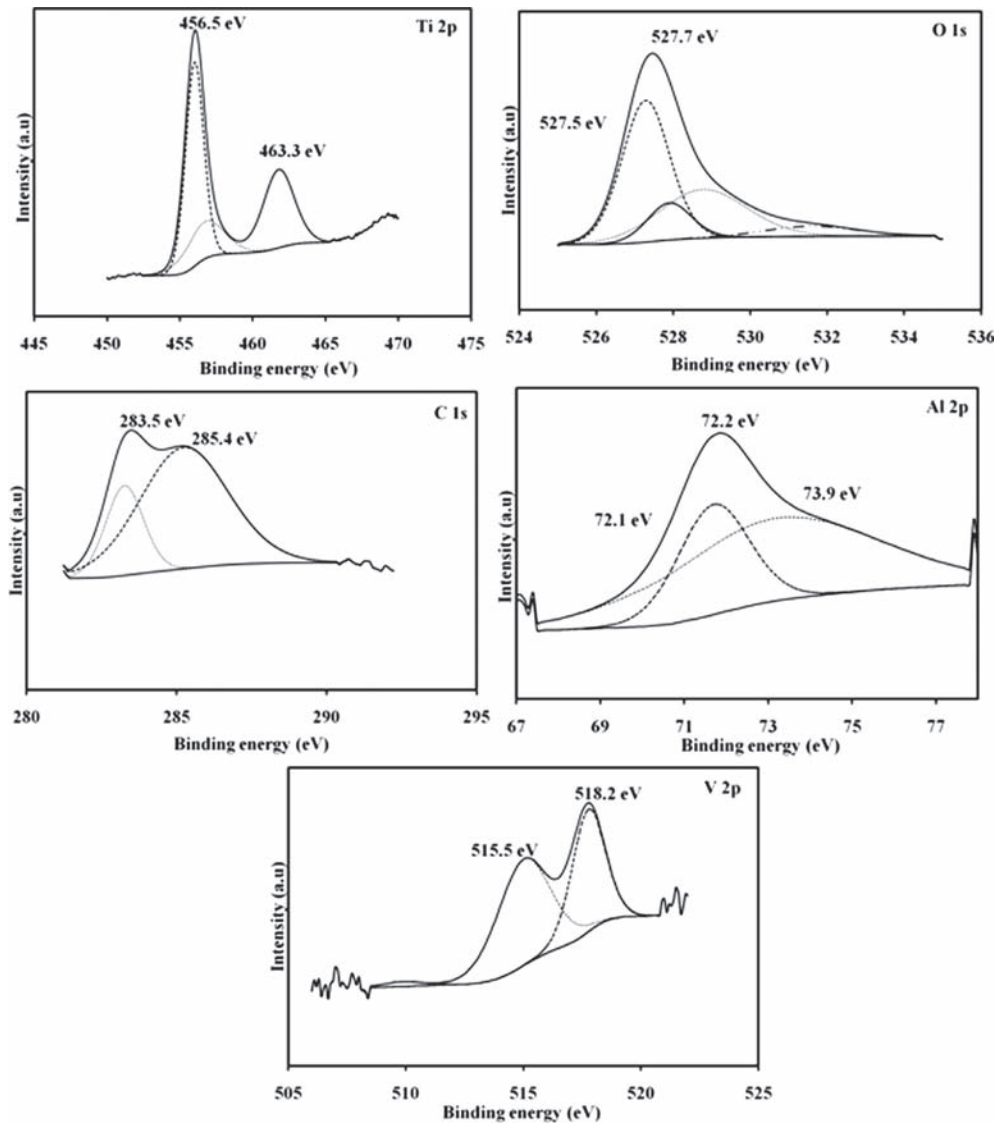 Ti 2p
456.5 eV
463.3 eV
Intensity (a.u)
445 450 455 460 465 470 475
Binding energy (eV)
O 1s
527.7 eV
527.5 eV
Intensity (a.u)
524 526 528 530 532 534 536
Binding energy (eV)
C 1s
283.5 eV
285.4 eV
Intensity (a.u)
280 285 290 295
Binding energy (eV)
Al 2p
72.2 eV
73.9 eV
72.1 eV
Intensity (a.u)
67 69 71 73 75 77
Binding energy (eV)
V 2p
518.2 eV
515.5 eV
Intensity (a.u)
505 510 515 520 525
Binding energy (eV)